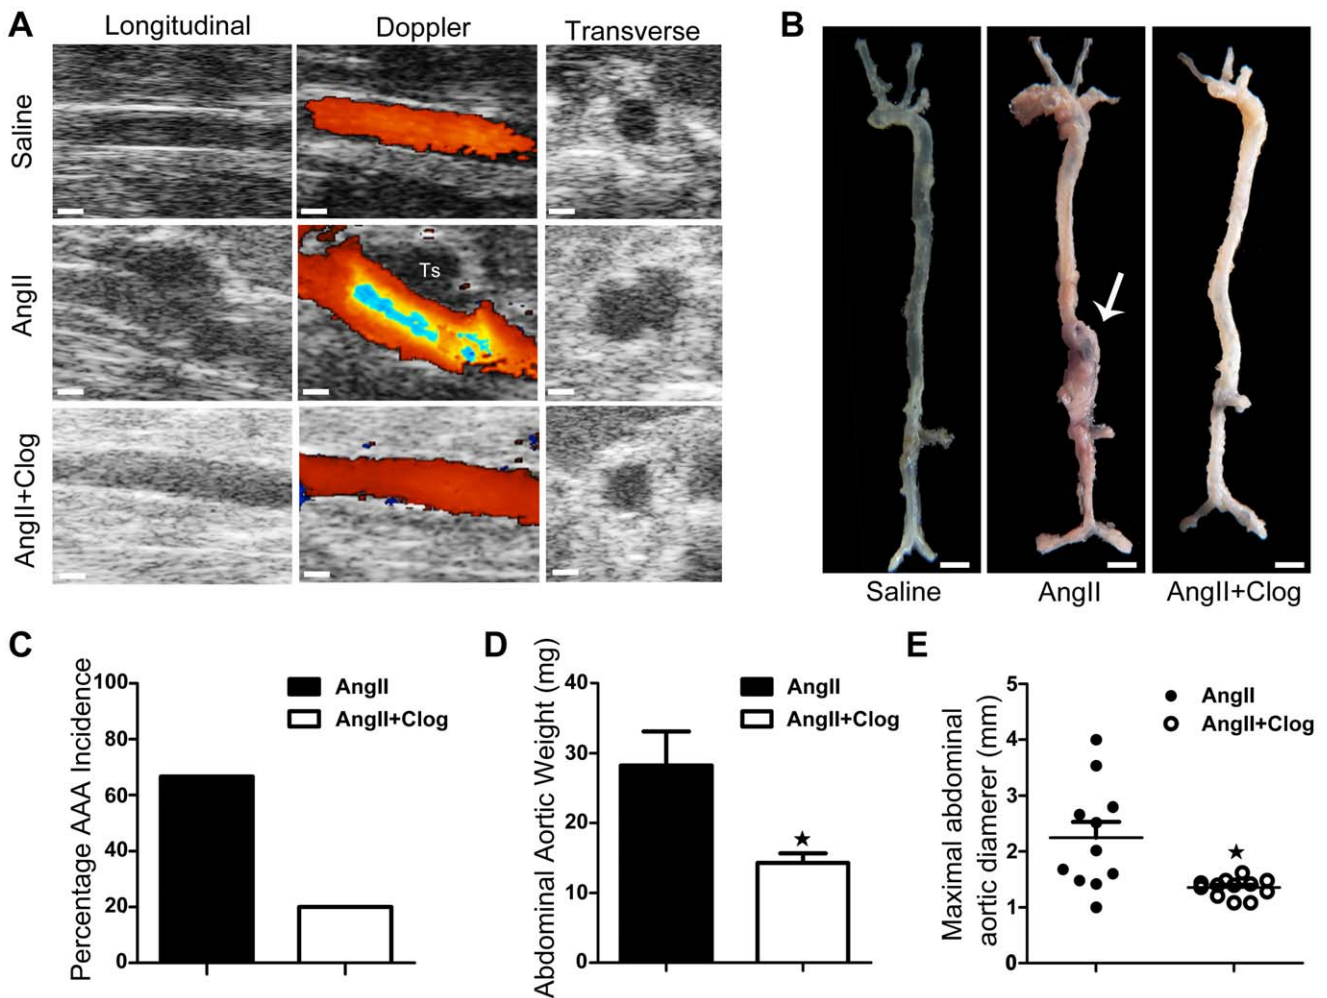 A
Longitudinal
Doppler
Transverse
Saline
AngII
Ts
AngII+Clog
B
Saline
AngII
AngII+Clog
C
Percentage AAA Incidence
100
80
60
40
20
0
AngII
AngII+Clog
D
Abdominal Aortic Weight (mg)
40
30
20
10
0
AngII
AngII+Clog
★
E
Maximal abdominal
aortic diamerer (mm)
5
4
3
2
1
0
AngII
AngII+Clog
★